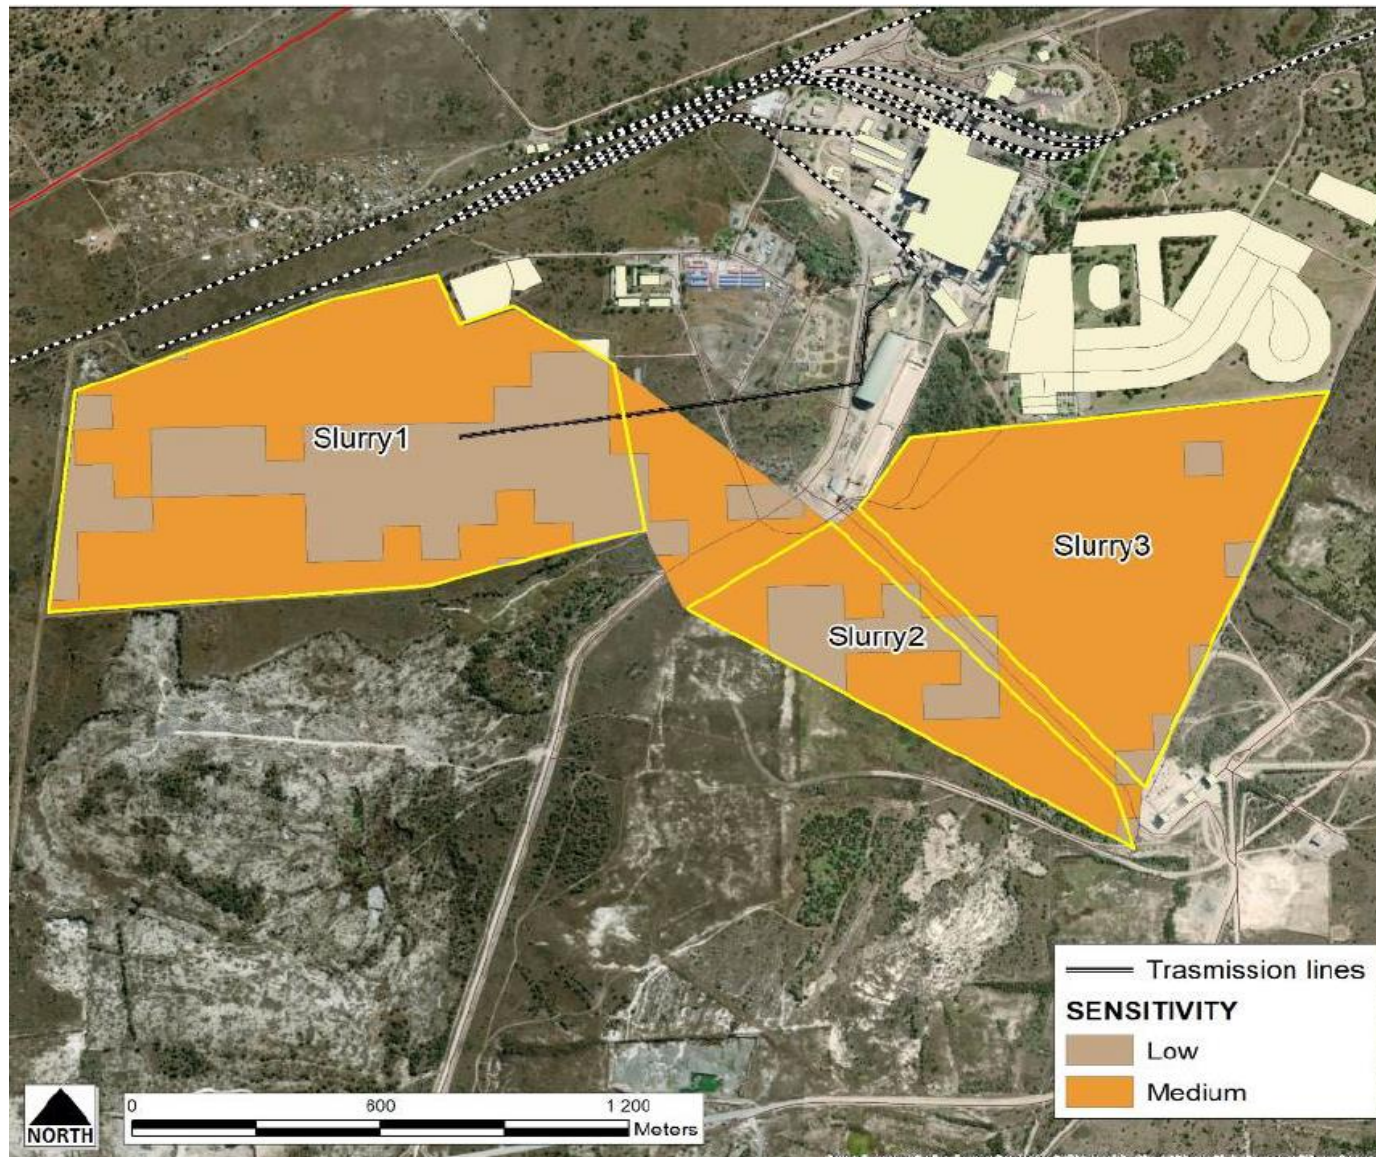 Slurry1
Slurry3
Slurry2
Trasmission lines
SENSITIVITY
Low
Medium
0 600 1 200
Meters
NORTH